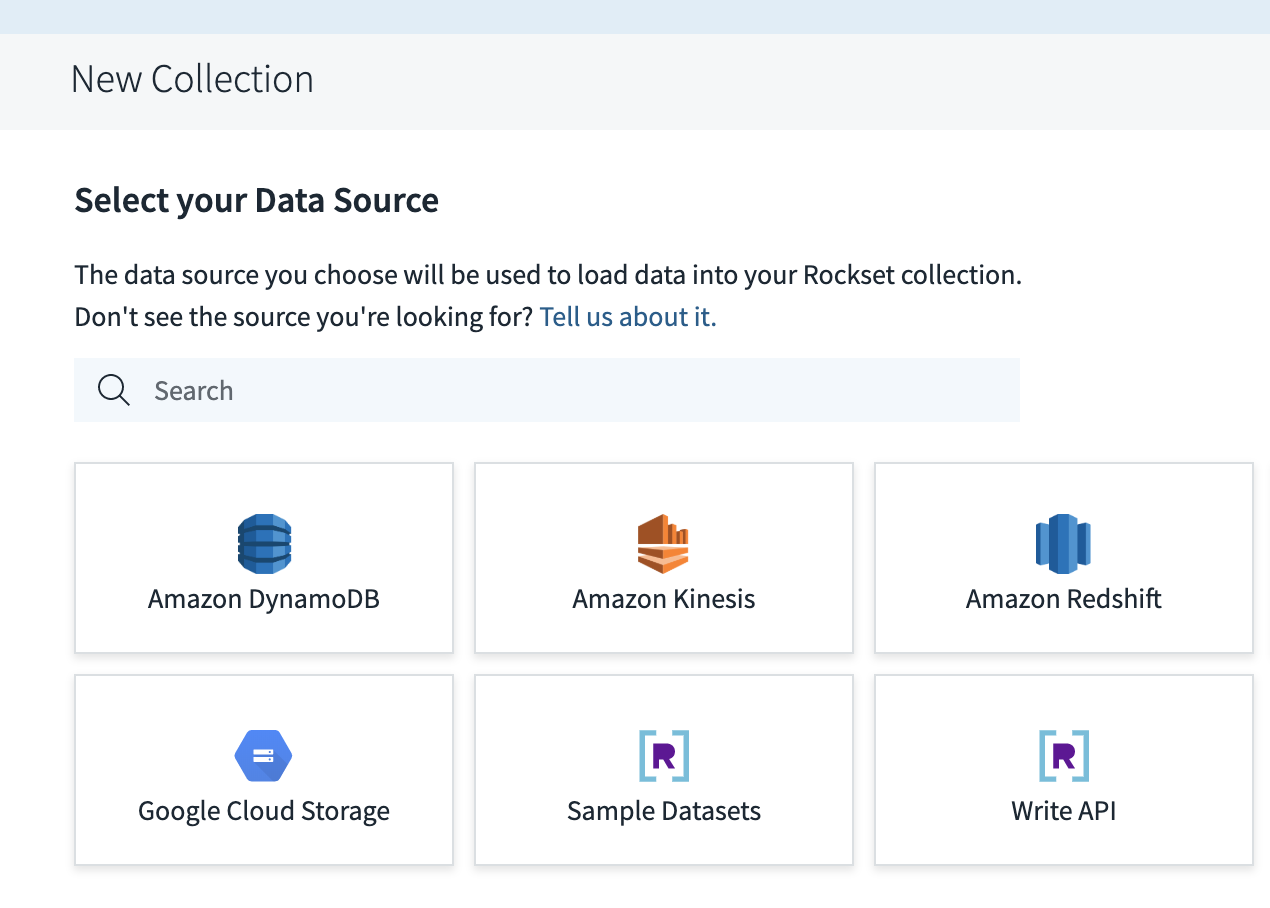 New Collection
Select your Data Source
The data source you choose will be used to load data into your Rockset collection.
Don't see the source you're looking for? Tell us about it.
Search
Amazon DynamoDB
Amazon Kinesis
Amazon Redshift
R
R
Google Cloud Storage
Sample Datasets
Write API